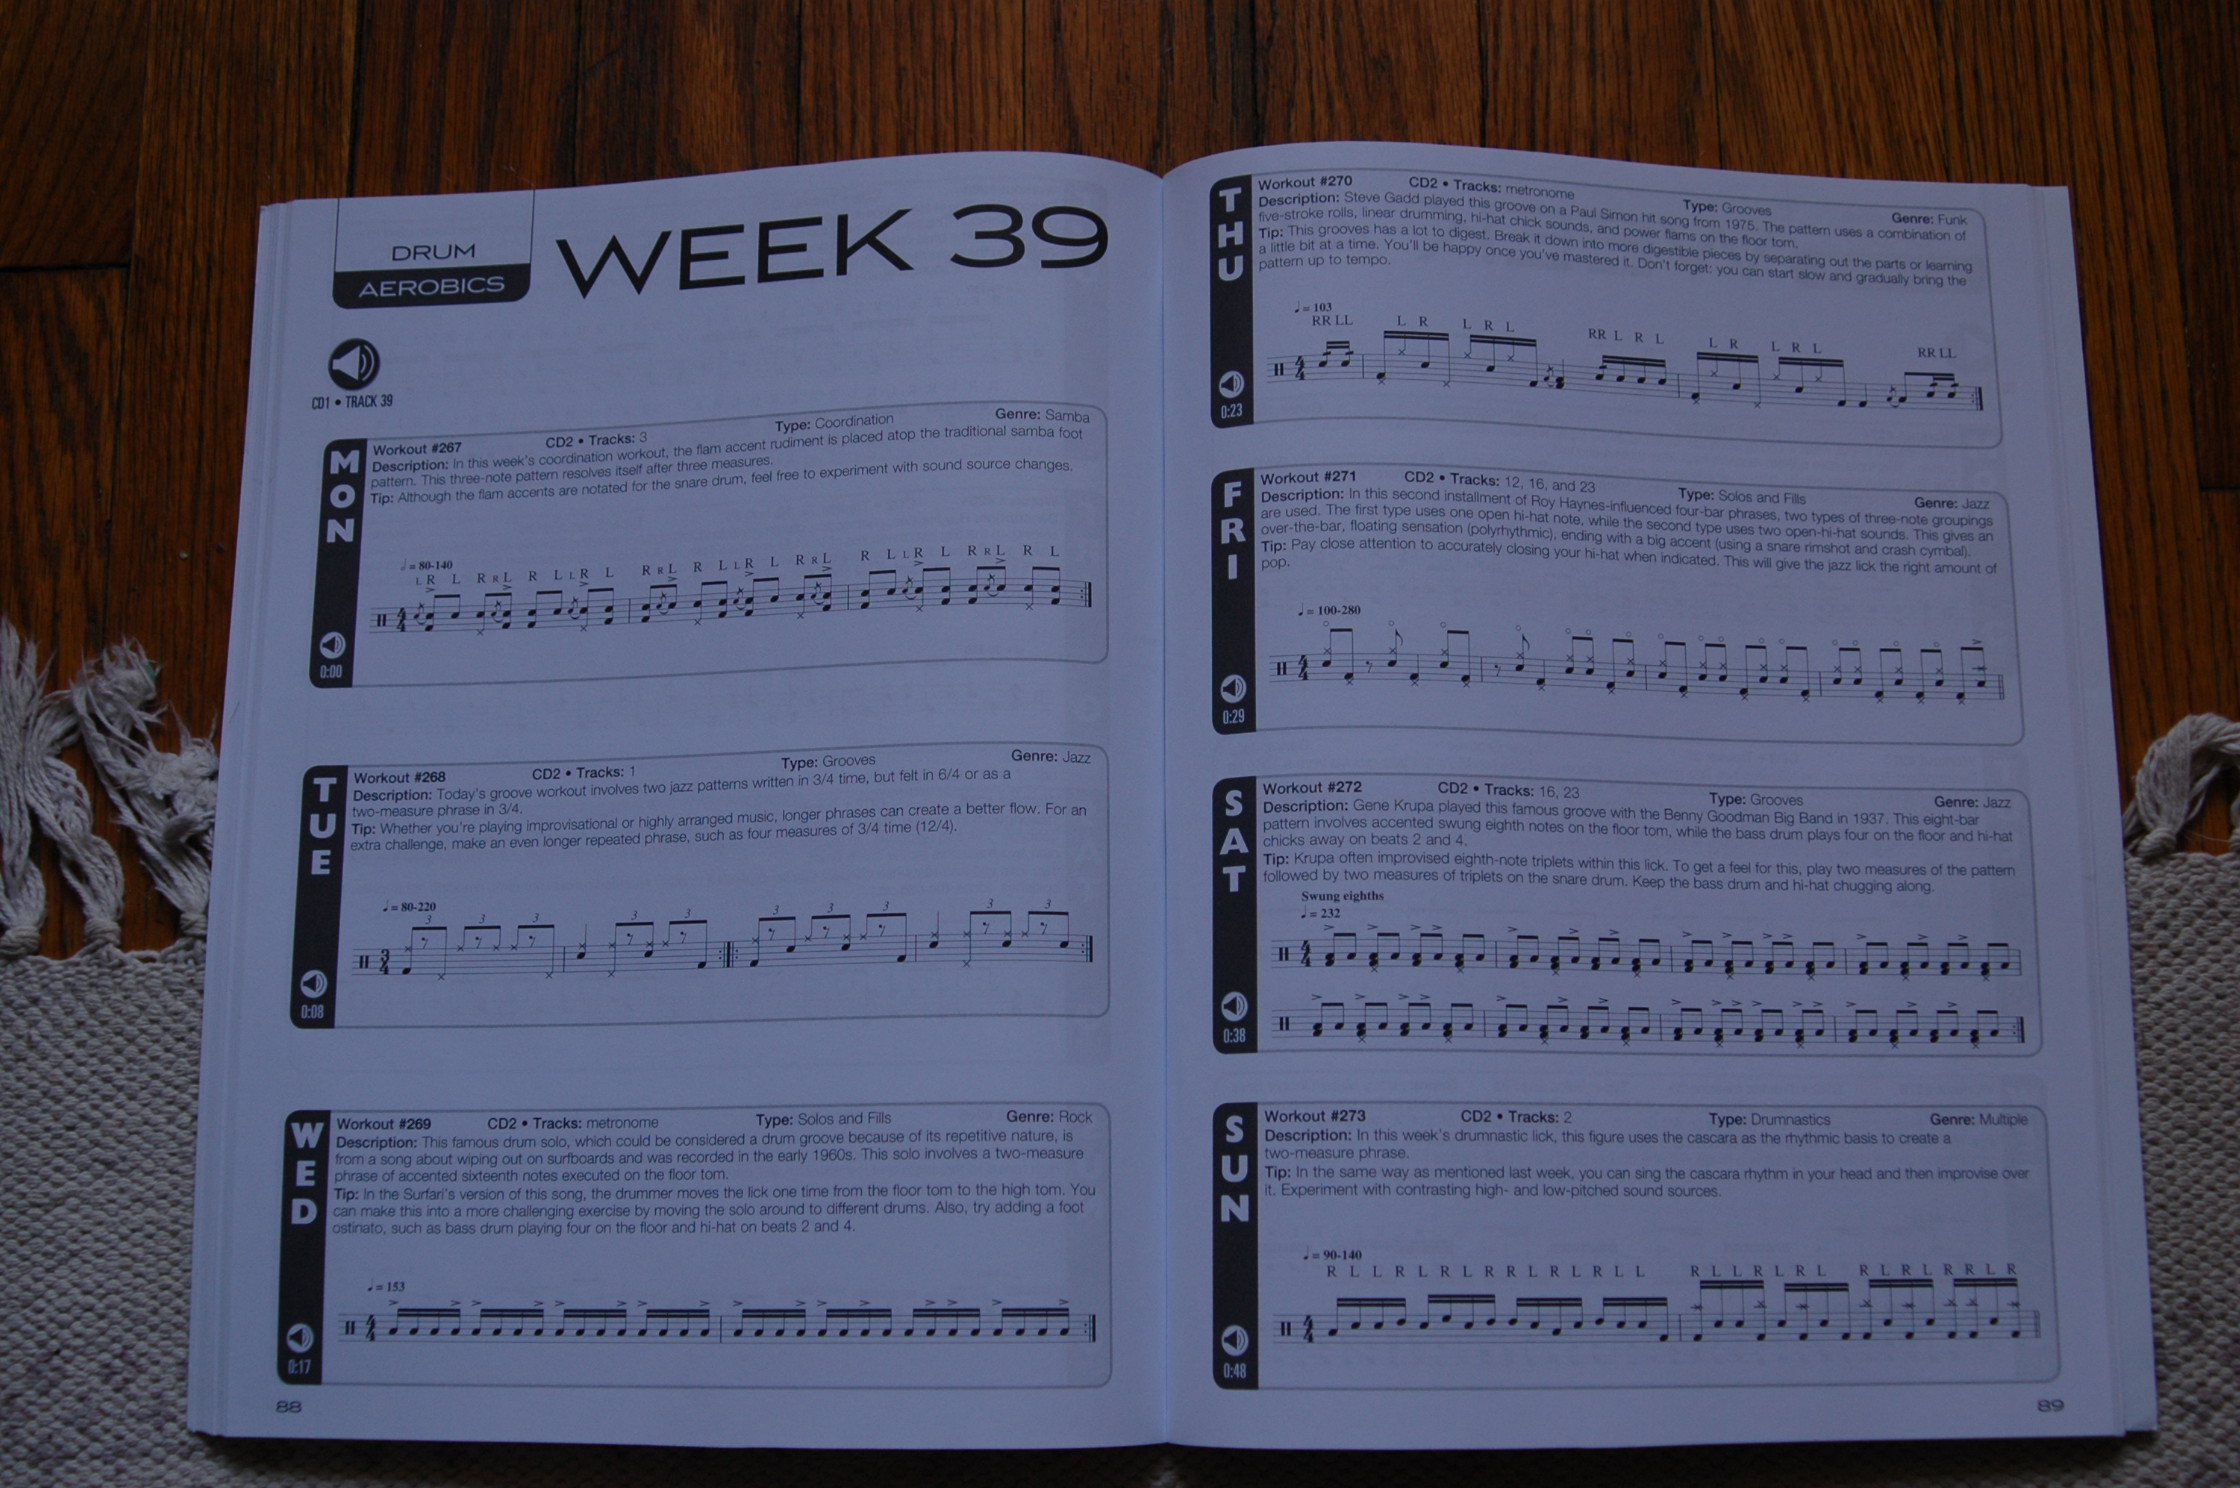 DRUM
AEROBICS
WEEK 39
CD1 • TRACK 39
MON
0:00
Workout #267 CD2 • Tracks: 3 Type: Coordination Genre: Samba
Description: In this week's coordination workout, the flam accent rudiment is placed atop the traditional samba foot
pattern. This three-note pattern resolves itself after three measures.
Tip: Although the flam accents are notated for the snare drum, feel free to experiment with sound source changes.
♩ = 80-140
L R L R R L R L L R L R R L R L L R L R R L R L L R L R R L R L
TUE
0:08
Workout #268 CD2 • Tracks: 1 Type: Grooves Genre: Jazz
Description: Today's groove workout involves two jazz patterns written in 3/4 time, but felt in 6/4 or as a
two-measure phrase in 3/4.
Tip: Whether you're playing improvisational or highly arranged music, longer phrases can create a better flow. For an
extra challenge, make an even longer repeated phrase, such as four measures of 3/4 time (12/4).
♩ = 80-220
3 3 3 3 3 3 3 3 3 3
WED
0:17
Workout #269 CD2 • Tracks: metronome Type: Solos and Fills Genre: Rock
Description: This famous drum solo, which could be considered a drum groove because of its repetitive nature, is
from a song about wiping out on surfboards and was recorded in the early 1960s. This solo involves a two-measure
phrase of accented sixteenth notes executed on the floor tom.
Tip: In the Surfari's version of this song, the drummer moves the lick one time from the floor tom to the high tom. You
can make this into a more challenging exercise by moving the solo around to different drums. Also, try adding a foot
ostinato, such as bass drum playing four on the floor and hi-hat on beats 2 and 4.
♩ = 153
88
THU
0:23
Workout #270 CD2 • Tracks: metronome Type: Grooves Genre: Funk
Description: Steve Gadd played this groove on a Paul Simon hit song from 1975. The pattern uses a combination of
five-stroke rolls, linear drumming, hi-hat chick sounds, and power flams on the floor tom.
Tip: This grooves has a lot to digest. Break it down into more digestible pieces by separating out the parts or learning
a little bit at a time. You'll be happy once you've mastered it. Don't forget: you can start slow and gradually bring the
pattern up to tempo.
♩ = 103
RR LL L R L R L RR L R L L R L R L RR LL
FRI
0:29
Workout #271 CD2 • Tracks: 12, 16, and 23 Type: Solos and Fills Genre: Jazz
Description: In this second installment of Roy Haynes-influenced four-bar phrases, two types of three-note groupings
are used. The first type uses one open hi-hat note, while the second type uses two open-hi-hat sounds. This gives an
over-the-bar, floating sensation (polyrhythmic), ending with a big accent (using a snare rimshot and crash cymbal).
Tip: Pay close attention to accurately closing your hi-hat when indicated. This will give the jazz lick the right amount of
pop.
♩ = 100-280
SAT
0:38
Workout #272 CD2 • Tracks: 16, 23 Type: Grooves Genre: Jazz
Description: Gene Krupa played this famous groove with the Benny Goodman Big Band in 1937. This eight-bar
pattern involves accented swung eighth notes on the floor tom, while the bass drum plays four on the floor and hi-hat
chicks away on beats 2 and 4.
Tip: Krupa often improvised eighth-note triplets within this lick. To get a feel for this, play two measures of the pattern
followed by two measures of triplets on the snare drum. Keep the bass drum and hi-hat chugging along.
Swung eighths
♩ = 232
SUN
0:48
Workout #273 CD2 • Tracks: 2 Type: Drumnastics Genre: Multiple
Description: In this week's drumnastic lick, this figure uses the cascara as the rhythmic basis to create a
two-measure phrase.
Tip: In the same way as mentioned last week, you can sing the cascara rhythm in your head and then improvise over
it. Experiment with contrasting high- and low-pitched sound sources.
♩ = 90-140
R L L R L R L R R L R L R L R L L R L L R L R L R L R L R R L R
89